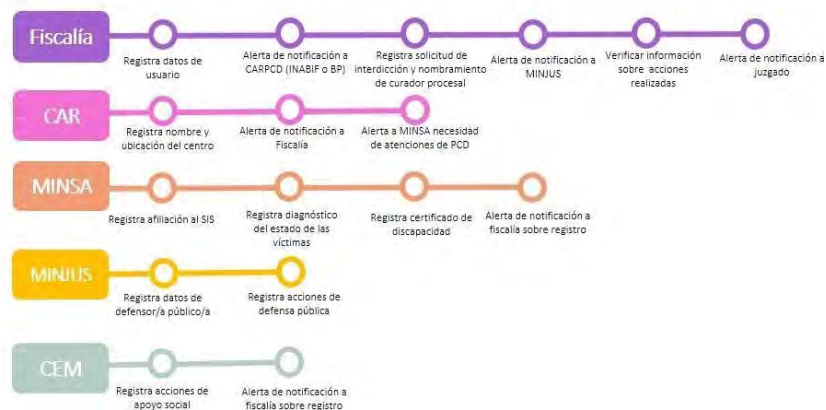 Fiscalía
Registra datos de
usuario
Alerta de notificación a
CARPCD (INABIF o BP)
Registra solicitud de
interdicción y nombramiento
de curador procesal
Alerta de notificación a
MINJUS
Verificar información
sobre acciones
realizadas
Alerta de notificación a
juzgado
CAR
Registra nombre y
ubicación del centro
Alerta de notificación a
Fiscalía
Alerta a MINSA necesidad
de atenciones de PCD
MINSA
Registra afiliación al SIS
Registra diagnóstico
del estado de las
víctimas
Registra certificado de
discapacidad
Alerta de notificación a
fiscalía sobre registro
MINJUS
Registra datos de
defensor/a público/a
Registra acciones de
defensa pública
CEM
Registra acciones de
apoyo social
Alerta de notificación a
fiscalía sobre registro